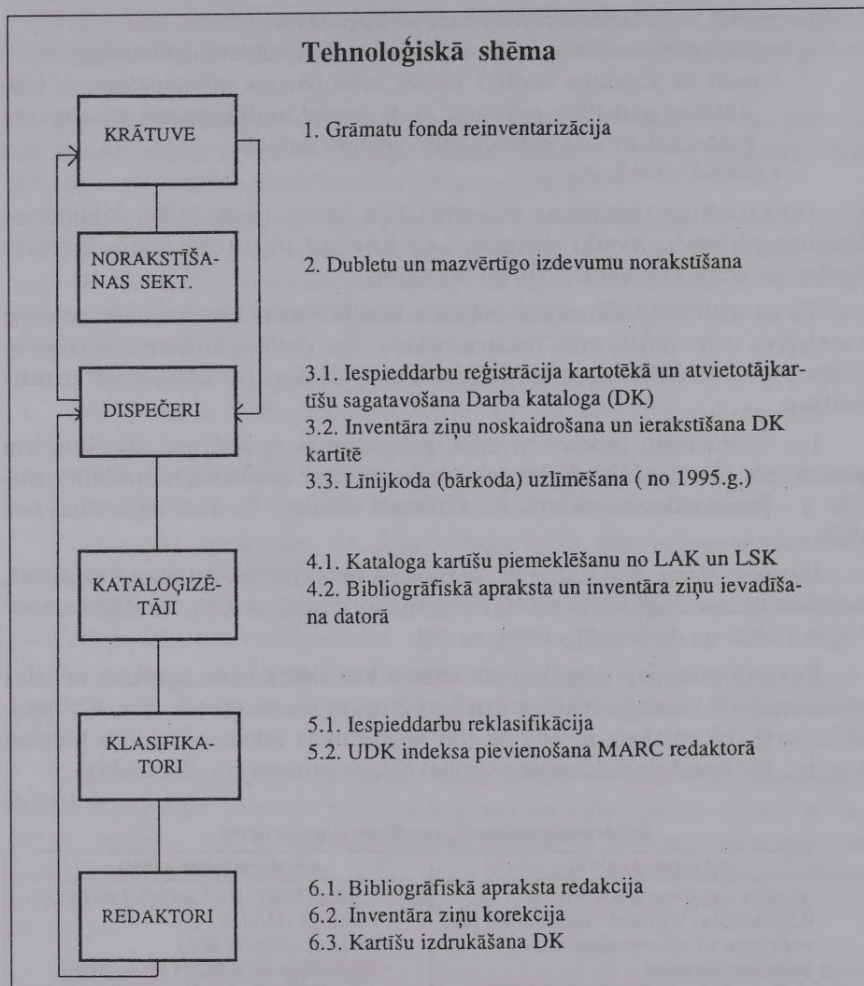 Tehnoloģiskā shēma
KRĀTUVE
1. Grāmatu fonda reinventarizācija
NORAKSTĪŠA-
NAS SEKT.
2. Dubletu un mazvērtīgo izdevumu norakstīšana
DISPEČERI
3.1. Iespieddarbu reģistrācija kartotēkā un atvietotājkar-
tīšu sagatavošana Darba kataloga (DK)
3.2. Inventāra ziņu noskaidrošana un ierakstīšana DK
kartītē
3.3. Līnijkoda (bārkoda) uzlīmēšana ( no 1995.g.)
KATALOĢIZĒ-
TĀJI
4.1. Kataloga kartīšu piemeklēšanu no LAK un LSK
4.2. Bibliogrāfiskā apraksta un inventāra ziņu ievadīša-
na datorā
KLASIFIKA-
TORI
5.1. Iespieddarbu reklasifikācija
5.2. UDK indeksa pievienošana MARC redaktorā
REDAKTORI
6.1. Bibliogrāfiskā apraksta redakcija
6.2. Inventāra ziņu korekcija
6.3. Kartīšu izdrukāšana DK